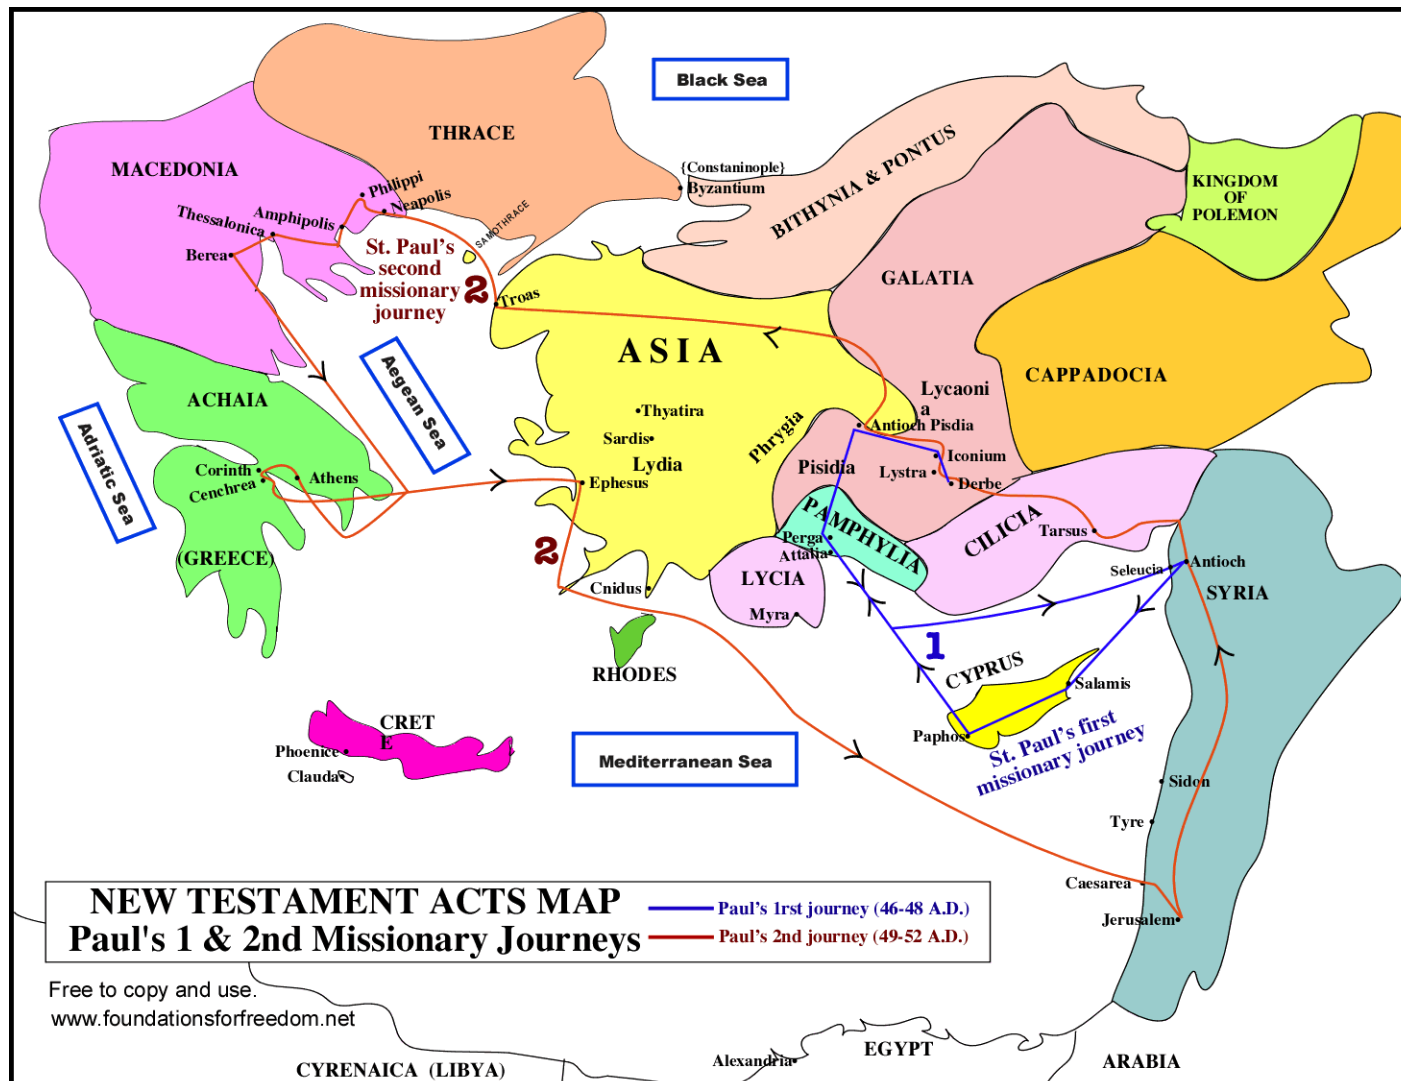 Black Sea
THRACE
MACEDONIA
{Constaninople}
Byzantium
BITHYNIA & PONTUS
KINGDOM
OF
POLEMON
Philippi
Neapolis
Amphipolis
Thessalonica
Berea
SAMOTHRACE
St. Paul's
second
missionary
journey
2
Troas
GALATIA
ASIA
CAPPADOCIA
Lycaoni
a
Aegean Sea
Adriatic Sea
ACHAIA
Thyatira
Sardis
Lydia
Phrygia
Antioch Pisdia
Iconium
Lystra
Derbe
Pisidia
Corinth
Cenchrea
Athens
Ephesus
(GREECE)
PAMPHYLIA
Perga
Attalia
CILICIA
Tarsus
2
Cnidus
LYCIA
Myra
Seleucia
Antioch
SYRIA
1
RHODES
CYPRUS
Salamis
Paphos
St. Paul's first
missionary journey
CRET
E
Phoenice
Clauda
Mediterranean Sea
Sidon
Tyre
Caesarea
Jerusalem
NEW TESTAMENT ACTS MAP
Paul's 1 & 2nd Missionary Journeys
Paul's 1rst journey (46-48 A.D.)
Paul's 2nd journey (49-52 A.D.)
Free to copy and use.
www.foundationsforfreedom.net
CYRENAICA (LIBYA)
Alexandria
EGYPT
ARABIA